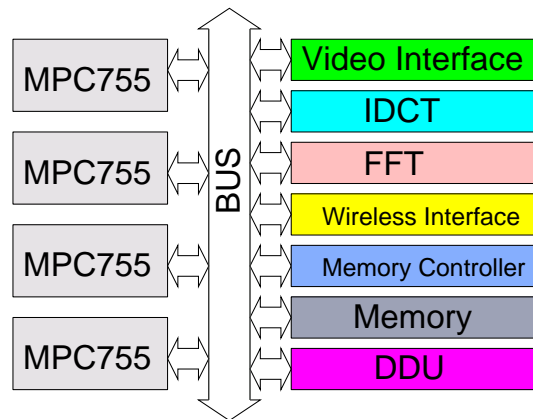 MPC755
MPC755
MPC755
MPC755
BUS
Video Interface
IDCT
FFT
Wireless Interface
Memory Controller
Memory
DDU